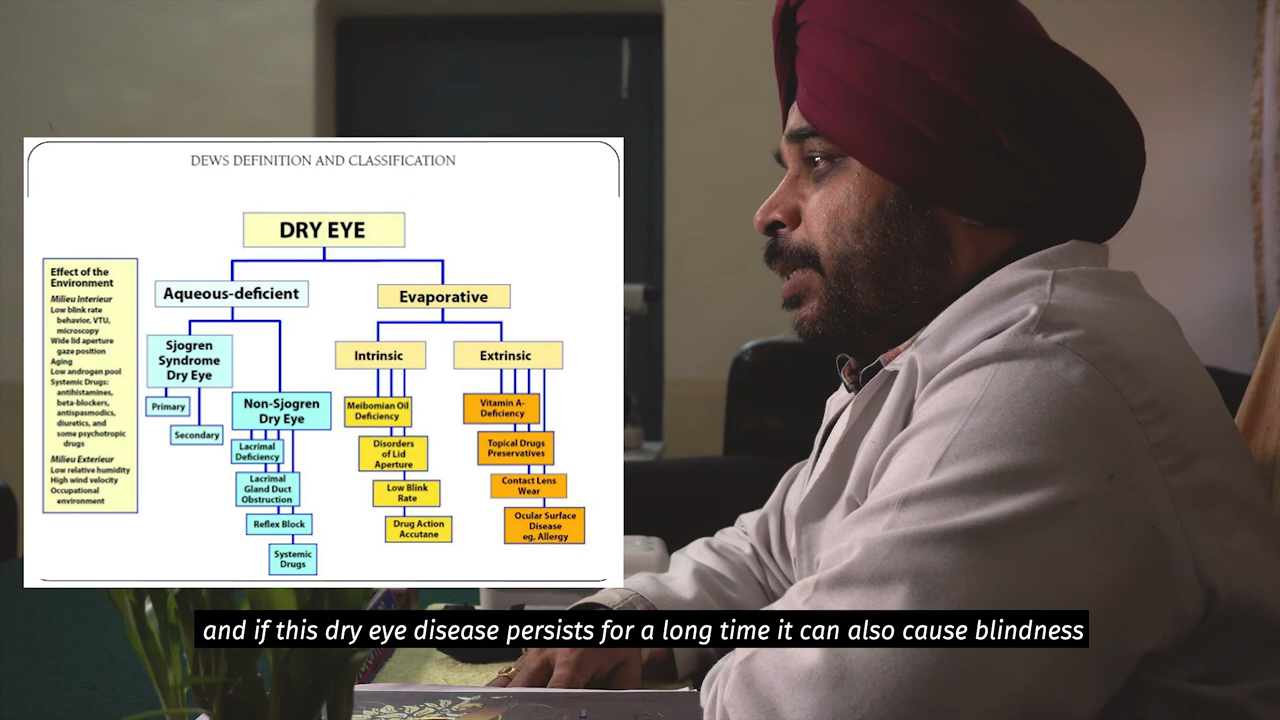 DEWS DEFINITION AND CLASSIFICATION
DRY EYE
Effect of the
Environment
Milieu Interieur
Low blink rate
behavior, VTU,
microscopy
Wide lid aperture
gaze position
Aging
Low androgen pool
Systemic Drugs:
antihistamines,
beta-blockers,
antispasmodics,
diuretics, and
some psychotropic
drugs
Milieu Exterieur
Low relative humidity
High wind velocity
Occupational
environment
Aqueous-deficient
Sjogren
Syndrome
Dry Eye
Primary
Secondary
Non-Sjogren
Dry Eye
Lacrimal
Deficiency
Lacrimal
Gland Duct
Obstruction
Reflex Block
Systemic
Drugs
Evaporative
Intrinsic
Meibomian Oil
Deficiency
Disorders
of Lid
Aperture
Low Blink
Rate
Drug Action
Accutane
Extrinsic
Vitamin A-
Deficiency
Topical Drugs
Preservatives
Contact Lens
Wear
Ocular Surface
Disease
eg, Allergy
and if this dry eye disease persists for a long time it can also cause blindness